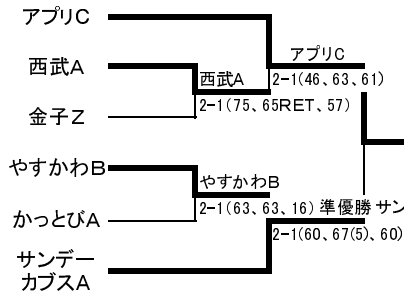 アプリC
アプリC
西武A
西武A
2-1(46、63、61)
2-1(75、65RET、57)
金子Z
やすかわB
やすかわB
2-1(63、63、16)
準優勝 サン
かっとびA
2-1(60、67(5)、60)
サンデー
カブスA